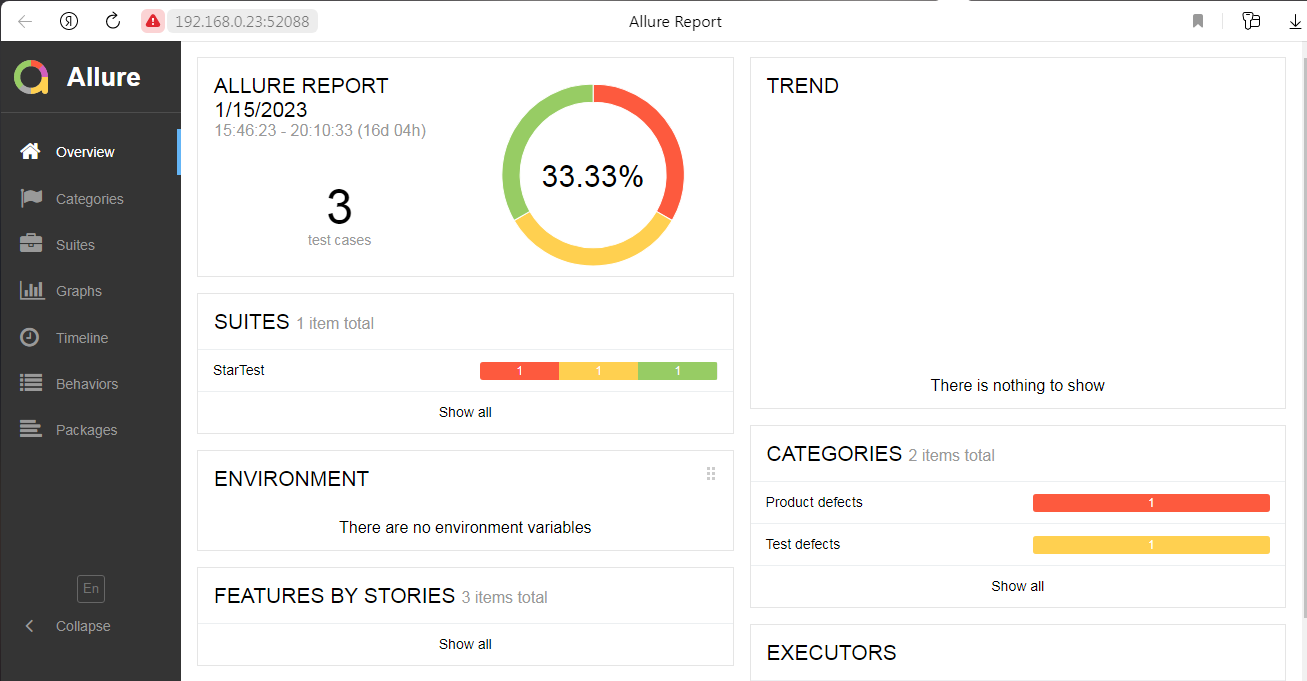 192.168.0.23:52088
Allure Report
Allure
Overview
Categories
Suites
Graphs
Timeline
Behaviors
Packages
En
Collapse
ALLURE REPORT
1/15/2023
15:46:23 - 20:10:33 (16d 04h)
3
test cases
33.33%
SUITES 1 item total
StarTest 1 1 1
Show all
ENVIRONMENT
There are no environment variables
FEATURES BY STORIES 3 items total
Show all
TREND
There is nothing to show
CATEGORIES 2 items total
Product defects 1
Test defects 1
Show all
EXECUTORS